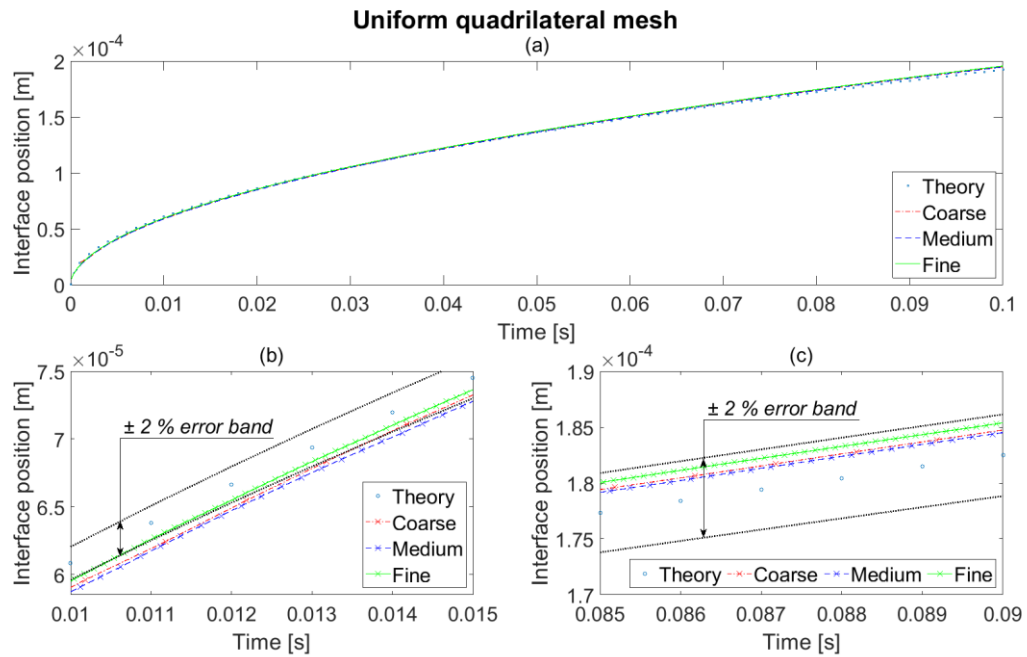 Uniform quadrilateral mesh
(a)
×10⁻⁴
Interface position [m]
2
1.5
1
0.5
0
0
0.01
0.02
0.03
0.04
0.05
0.06
0.07
0.08
0.09
0.1
Time [s]
Theory
Coarse
Medium
Fine
(b)
×10⁻⁵
Interface position [m]
7.5
7
6.5
6
± 2 % error band
Theory
Coarse
Medium
Fine
0.01
0.011
0.012
0.013
0.014
0.015
Time [s]
(c)
×10⁻⁴
Interface position [m]
1.9
1.85
1.8
1.75
1.7
± 2 % error band
Theory Coarse Medium Fine
0.085
0.086
0.087
0.088
0.089
0.09
Time [s]